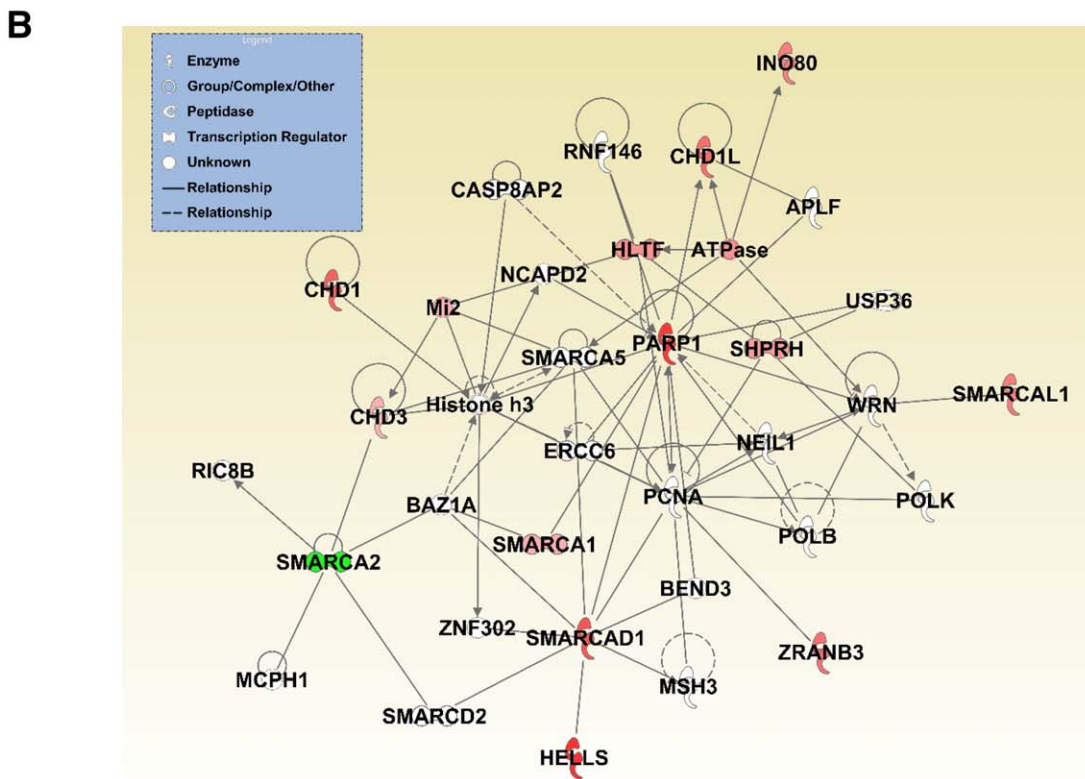 B
Legend
Enzyme
Group/Complex/Other
Peptidase
Transcription Regulator
Unknown
Relationship
Relationship
INO80
RNF146
CHD1L
CASP8AP2
APLF
HLTF
ATPase
NCAPD2
CHD1
Mi2
USP36
PARP1
SHPRH
SMARCA5
SMARCAL1
Histone h3
WRN
CHD3
NEIL1
ERCC6
RIC8B
PCNA
POLK
BAZ1A
POLB
SMARCA1
SMARCA2
BEND3
ZNF302
SMARCAD1
ZRANB3
MCPH1
MSH3
SMARCD2
HELLS